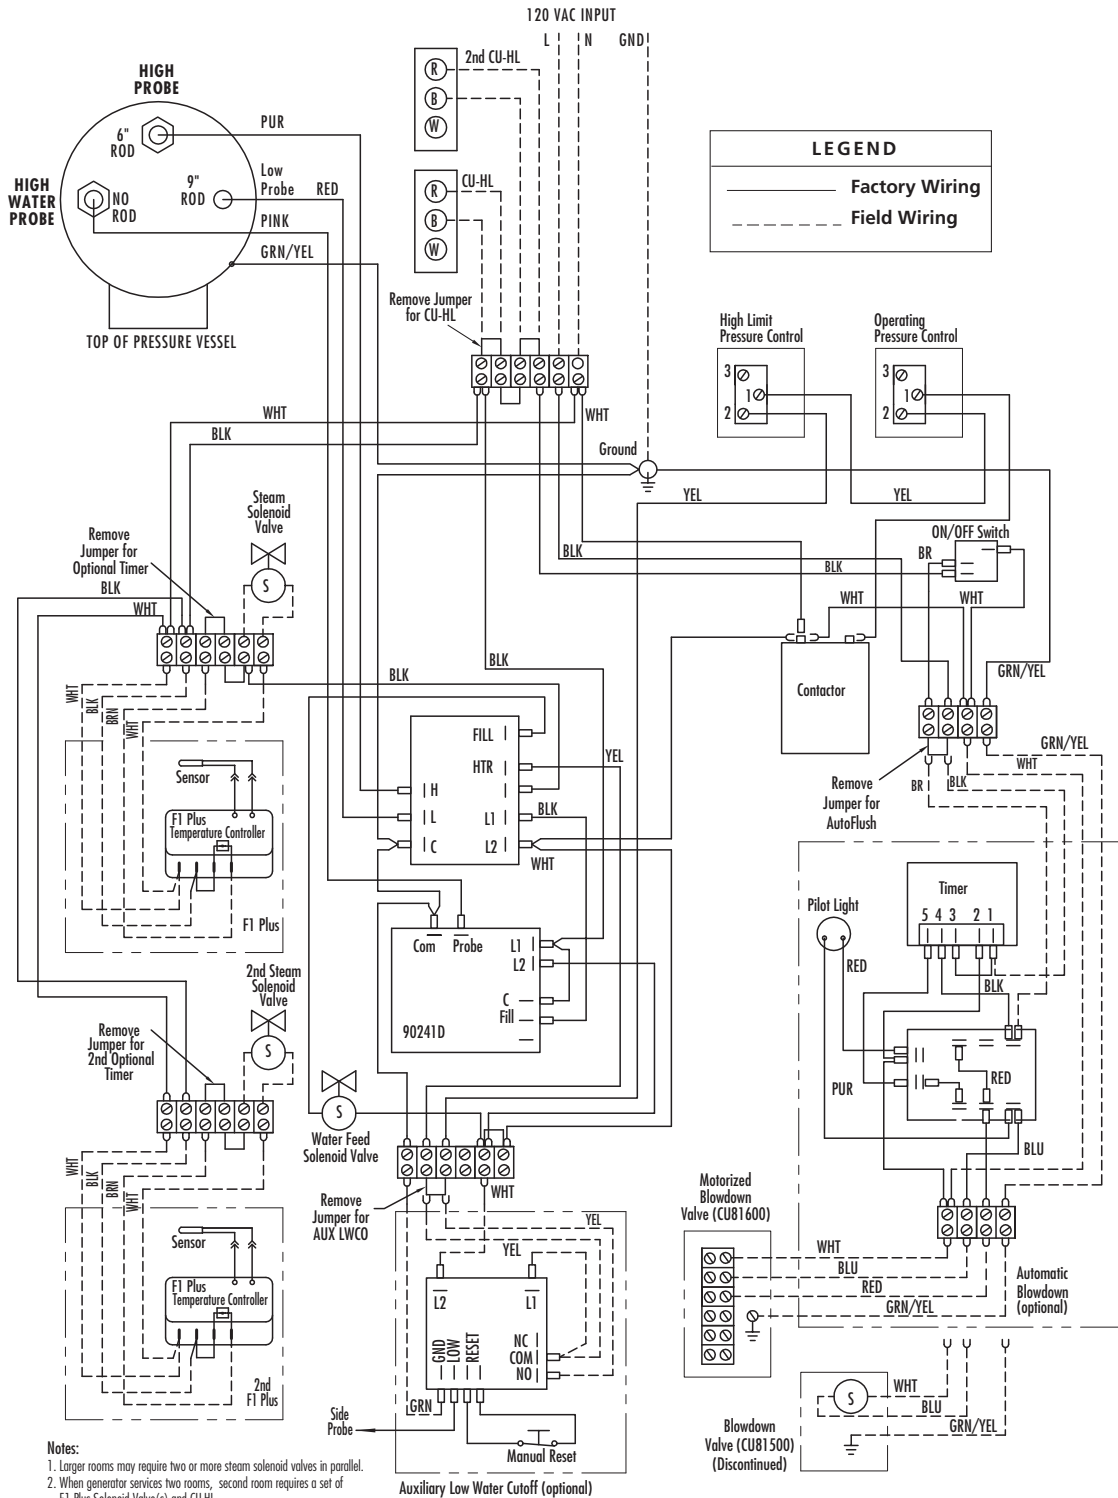 120 VAC INPUT
L N GND
2nd CU-HL
R
B
W
CU-HL
R
B
W
HIGH
PROBE
6"
ROD
HIGH
WATER
PROBE
NO
ROD
9"
ROD
PUR
Low
Probe
RED
PINK
GRN/YEL
TOP OF PRESSURE VESSEL
LEGEND
Factory Wiring
Field Wiring
Remove Jumper
for CU-HL
High Limit
Pressure Control
3
1
2
Operating
Pressure Control
3
1
2
WHT
WHT
BLK
Ground
YEL
YEL
Steam
Solenoid
Valve
S
Remove
Jumper for
Optional Timer
BLK
WHT
ON/OFF Switch
BR
BLK
BLK
WHT
WHT
GRN/YEL
BLK
BLK
Contactor
WHT
BLK
BRN
WHT
Sensor
F1 Plus
Temperature Controller
F1 Plus
FILL
HTR
H
L
C
L1
L2
YEL
BLK
WHT
GRN/YEL
WHT
BR
BLK
Remove
Jumper for
AutoFlush
Com
Probe
L1
L2
C
Fill
90241D
Timer
5 4 3 2 1
Pilot Light
RED
BLK
RED
PUR
BLU
2nd Steam
Solenoid
Valve
S
Remove
Jumper for
2nd Optional
Timer
S
Water Feed
Solenoid Valve
WHT
BLK
BRN
WHT
Sensor
F1 Plus
Temperature Controller
2nd
F1 Plus
Remove
Jumper for
AUX LWCO
WHT
YEL
YEL
L2
L1
GND
LOW
RESET
NC
COM
NO
GRN
Side
Probe
Manual Reset
Auxiliary Low Water Cutoff (optional)
Motorized
Blowdown
Valve (CU81600)
WHT
BLU
RED
GRN/YEL
Automatic
Blowdown
(optional)
S
WHT
BLU
GRN/YEL
Blowdown
Valve (CU81500)
(Discontinued)
Notes:
1. Larger rooms may require two or more steam solenoid valves in parallel.
2. When generator services two rooms, second room requires a set of
F1 Plus Solenoid Valve(s) and CU-HL